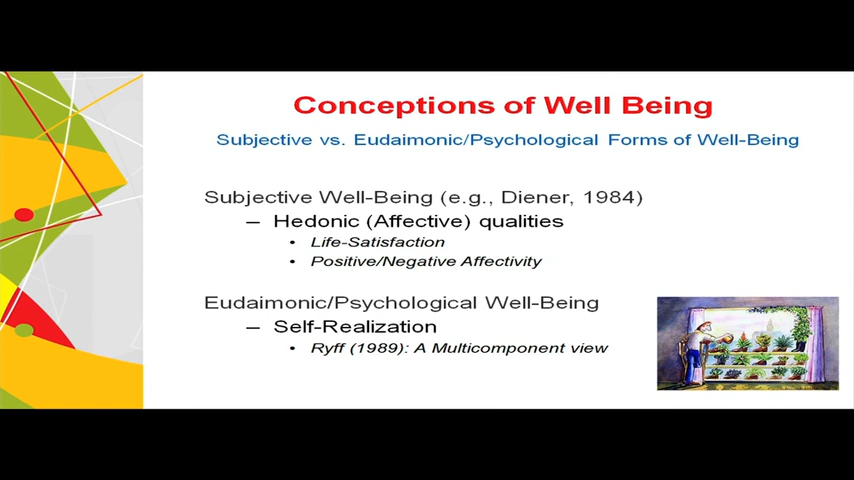 Conceptions of Well Being
Subjective vs. Eudaimonic/Psychological Forms of Well-Being
Subjective Well-Being (e.g., Diener, 1984)
– Hedonic (Affective) qualities
• Life-Satisfaction
• Positive/Negative Affectivity
Eudaimonic/Psychological Well-Being
– Self-Realization
• Ryff (1989): A Multicomponent view